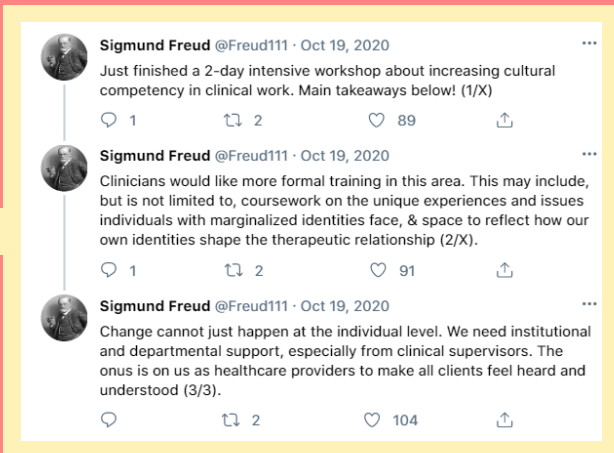 Sigmund Freud @Freud111 · Oct 19, 2020
Just finished a 2-day intensive workshop about increasing cultural
competency in clinical work. Main takeaways below! (1/X)
1 2 89
Sigmund Freud @Freud111 · Oct 19, 2020
Clinicians would like more formal training in this area. This may include,
but is not limited to, coursework on the unique experiences and issues
individuals with marginalized identities face, & space to reflect how our
own identities shape the therapeutic relationship (2/X).
1 2 91
Sigmund Freud @Freud111 · Oct 19, 2020
Change cannot just happen at the individual level. We need institutional
and departmental support, especially from clinical supervisors. The
onus is on us as healthcare providers to make all clients feel heard and
understood (3/3).
2 104